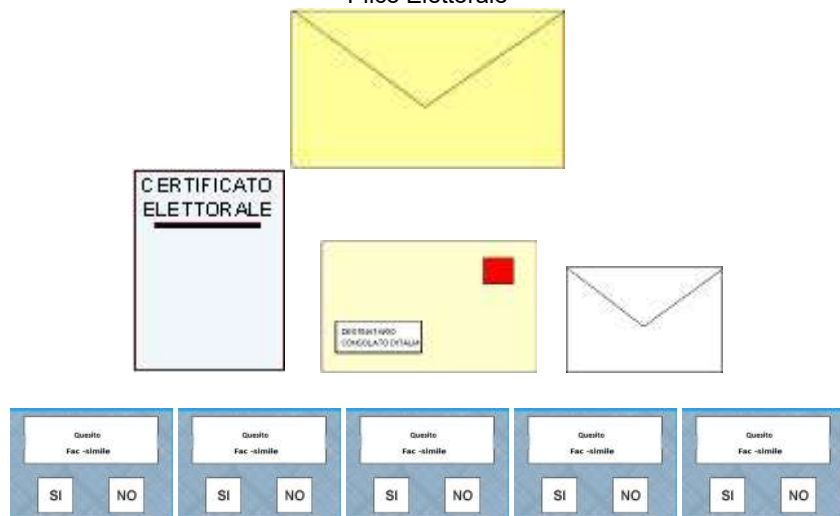 Plico Elettorale
CERTIFICATO
ELETTORALE
DESTINATARIO
CONSOLATO D'ITALIA
Quesito
Fac -simile
SI NO
Quesito
Fac -simile
SI NO
Quesito
Fac -simile
SI NO
Quesito
Fac -simile
SI NO
Quesito
Fac -simile
SI NO